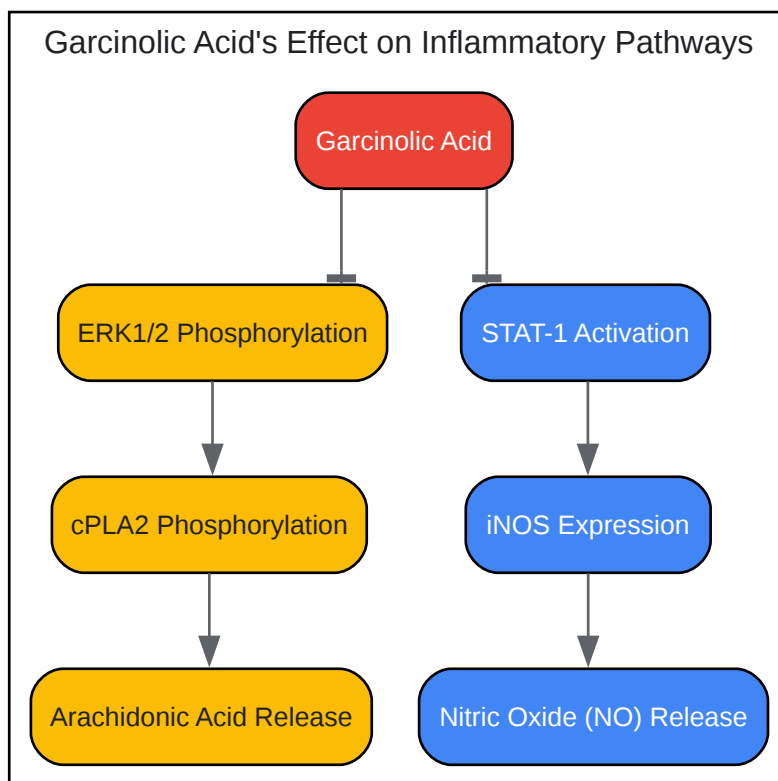 Garcinolic Acid's Effect on Inflammatory Pathways
Garcinolic Acid
ERK1/2 Phosphorylation
STAT-1 Activation
cPLA2 Phosphorylation
iNOS Expression
Arachidonic Acid Release
Nitric Oxide (NO) Release